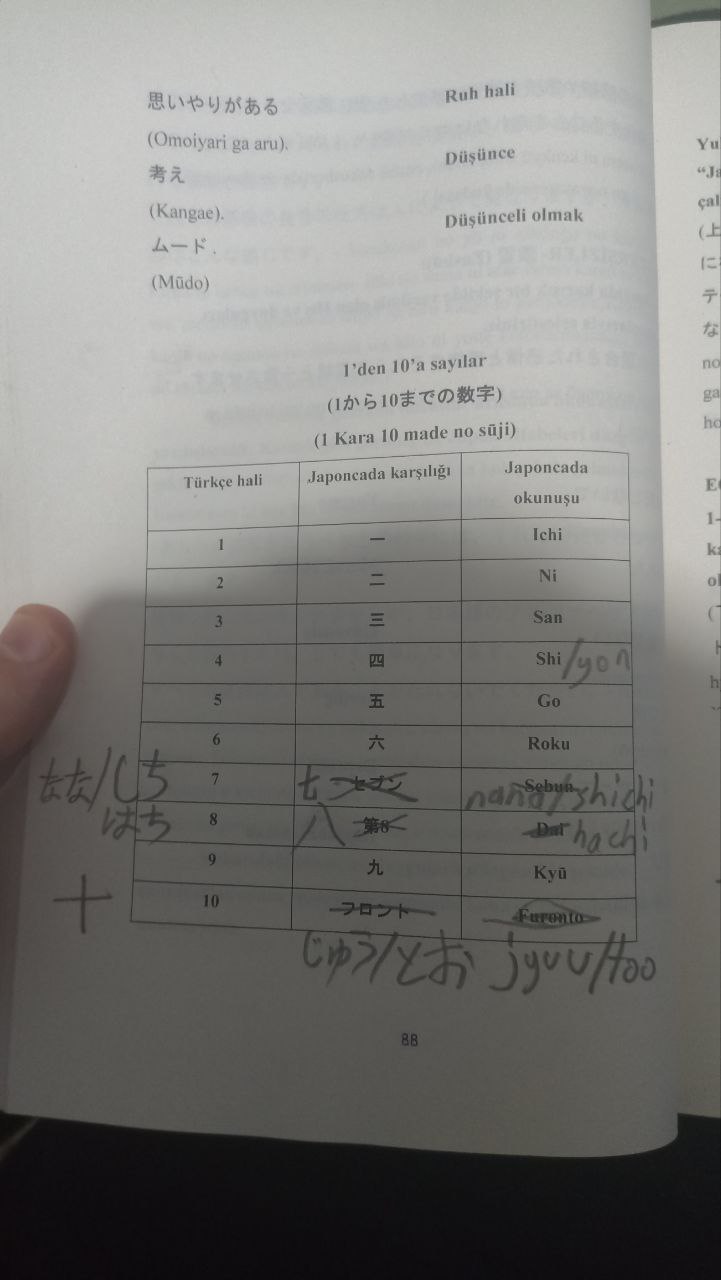 思いやりがある
Ruh hali
(Omoiyari ga aru).
考え
Düşünce
(Kangae).
ムード.
Düşünceli olmak
(Mūdo)
1'den 10'a sayılar
(1から10までの数字)
(1 Kara 10 made no sūji)
Türkçe hali Japoncada karşılığı Japoncada okunuşu
1 一 Ichi
2 二 Ni
3 三 San
4 四 Shi /yon
5 五 Go
6 六 Roku
なな/しち 7 七 セブン Sebun nana/shichi
はち 8 八 第8 Dai hachi
9 九 Kyū
十 10 フロント Furonto
じゅう/とお jyuu/too
88
Yu
"Ja
çal
(上
に
テ
な
no
ga
ho
E
1-
ka
ol
(
ト
h